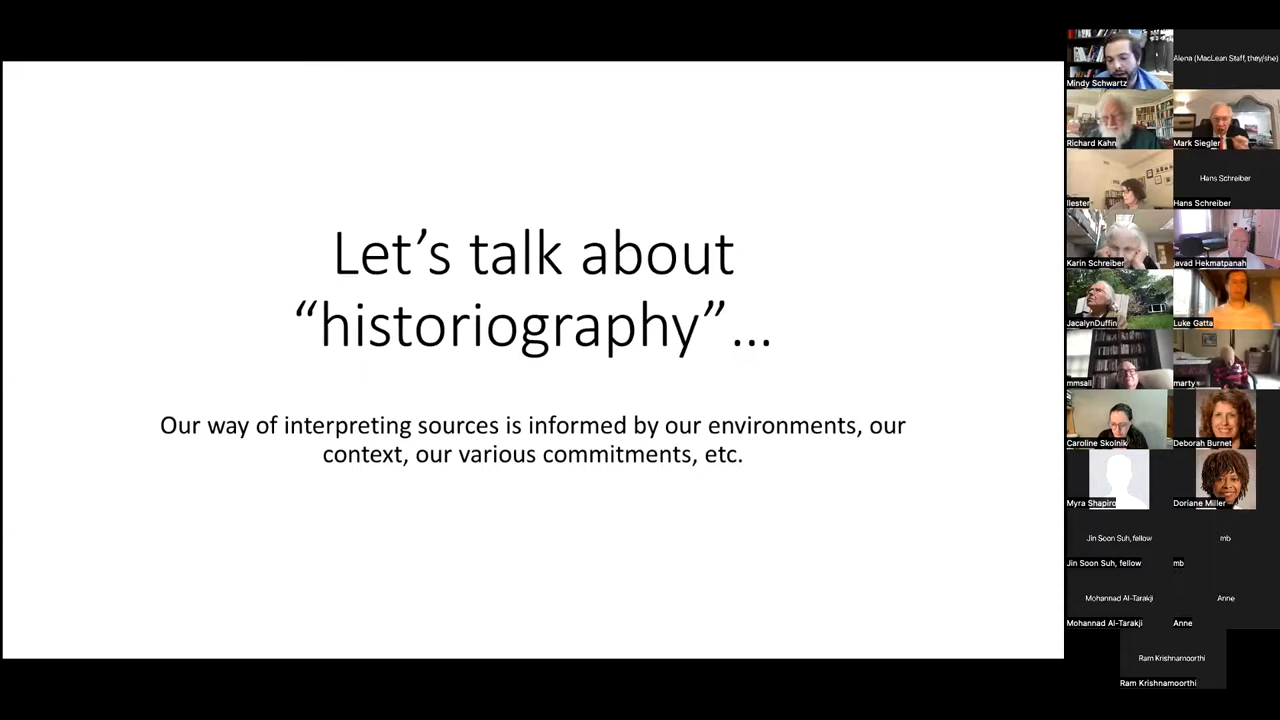 Let’s talk about
“historiography”...
Our way of interpreting sources is informed by our environments, our
context, our various commitments, etc.
Mindy Schwartz
Alena (MacLean Staff, they/she)
Richard Kahn
Mark Siegler
llester
Hans Schreiber
Hans Schreiber
Karin Schreiber
javad Hekmatpanah
JacalynDuffin
Luke Gatta
mmsall
marty
Caroline Skolnik
Deborah Burnet
Myra Shapiro
Doriane Miller
Jin Soon Suh, fellow
mb
Jin Soon Suh, fellow
mb
Mohannad Al-Tarakji
Anne
Mohannad Al-Tarakji
Anne
Ram Krishnamoorthi
Ram Krishnamoorthi